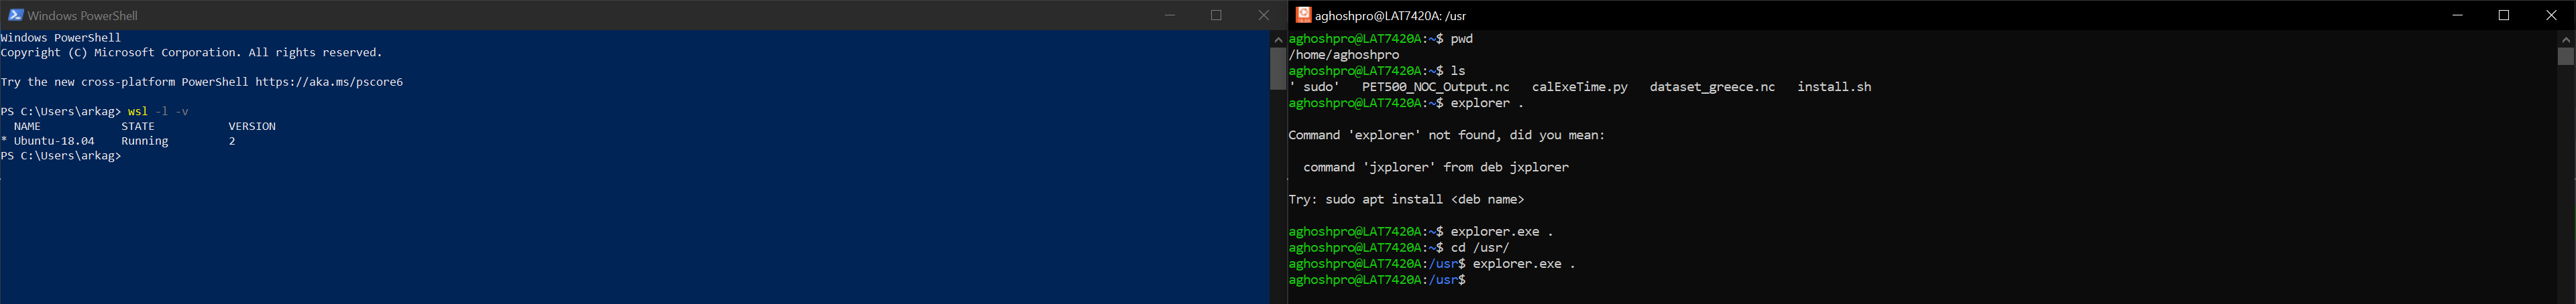 Windows PowerShell
Windows PowerShell
Copyright (C) Microsoft Corporation. All rights reserved.
Try the new cross-platform PowerShell https://aka.ms/pscore6
PS C:\Users\arkag> wsl -l -v
  NAME            STATE           VERSION
* Ubuntu-18.04    Running         2
PS C:\Users\arkag>
aghoshpro@LAT7420A: /usr
aghoshpro@LAT7420A:~$ pwd
/home/aghoshpro
aghoshpro@LAT7420A:~$ ls
' sudo'   PET500_NOC_Output.nc   calExeTime.py   dataset_greece.nc   install.sh
aghoshpro@LAT7420A:~$ explorer .
Command 'explorer' not found, did you mean:
  command 'jxplorer' from deb jxplorer
Try: sudo apt install <deb name>
aghoshpro@LAT7420A:~$ explorer.exe .
aghoshpro@LAT7420A:~$ cd /usr/
aghoshpro@LAT7420A:/usr$ explorer.exe .
aghoshpro@LAT7420A:/usr$